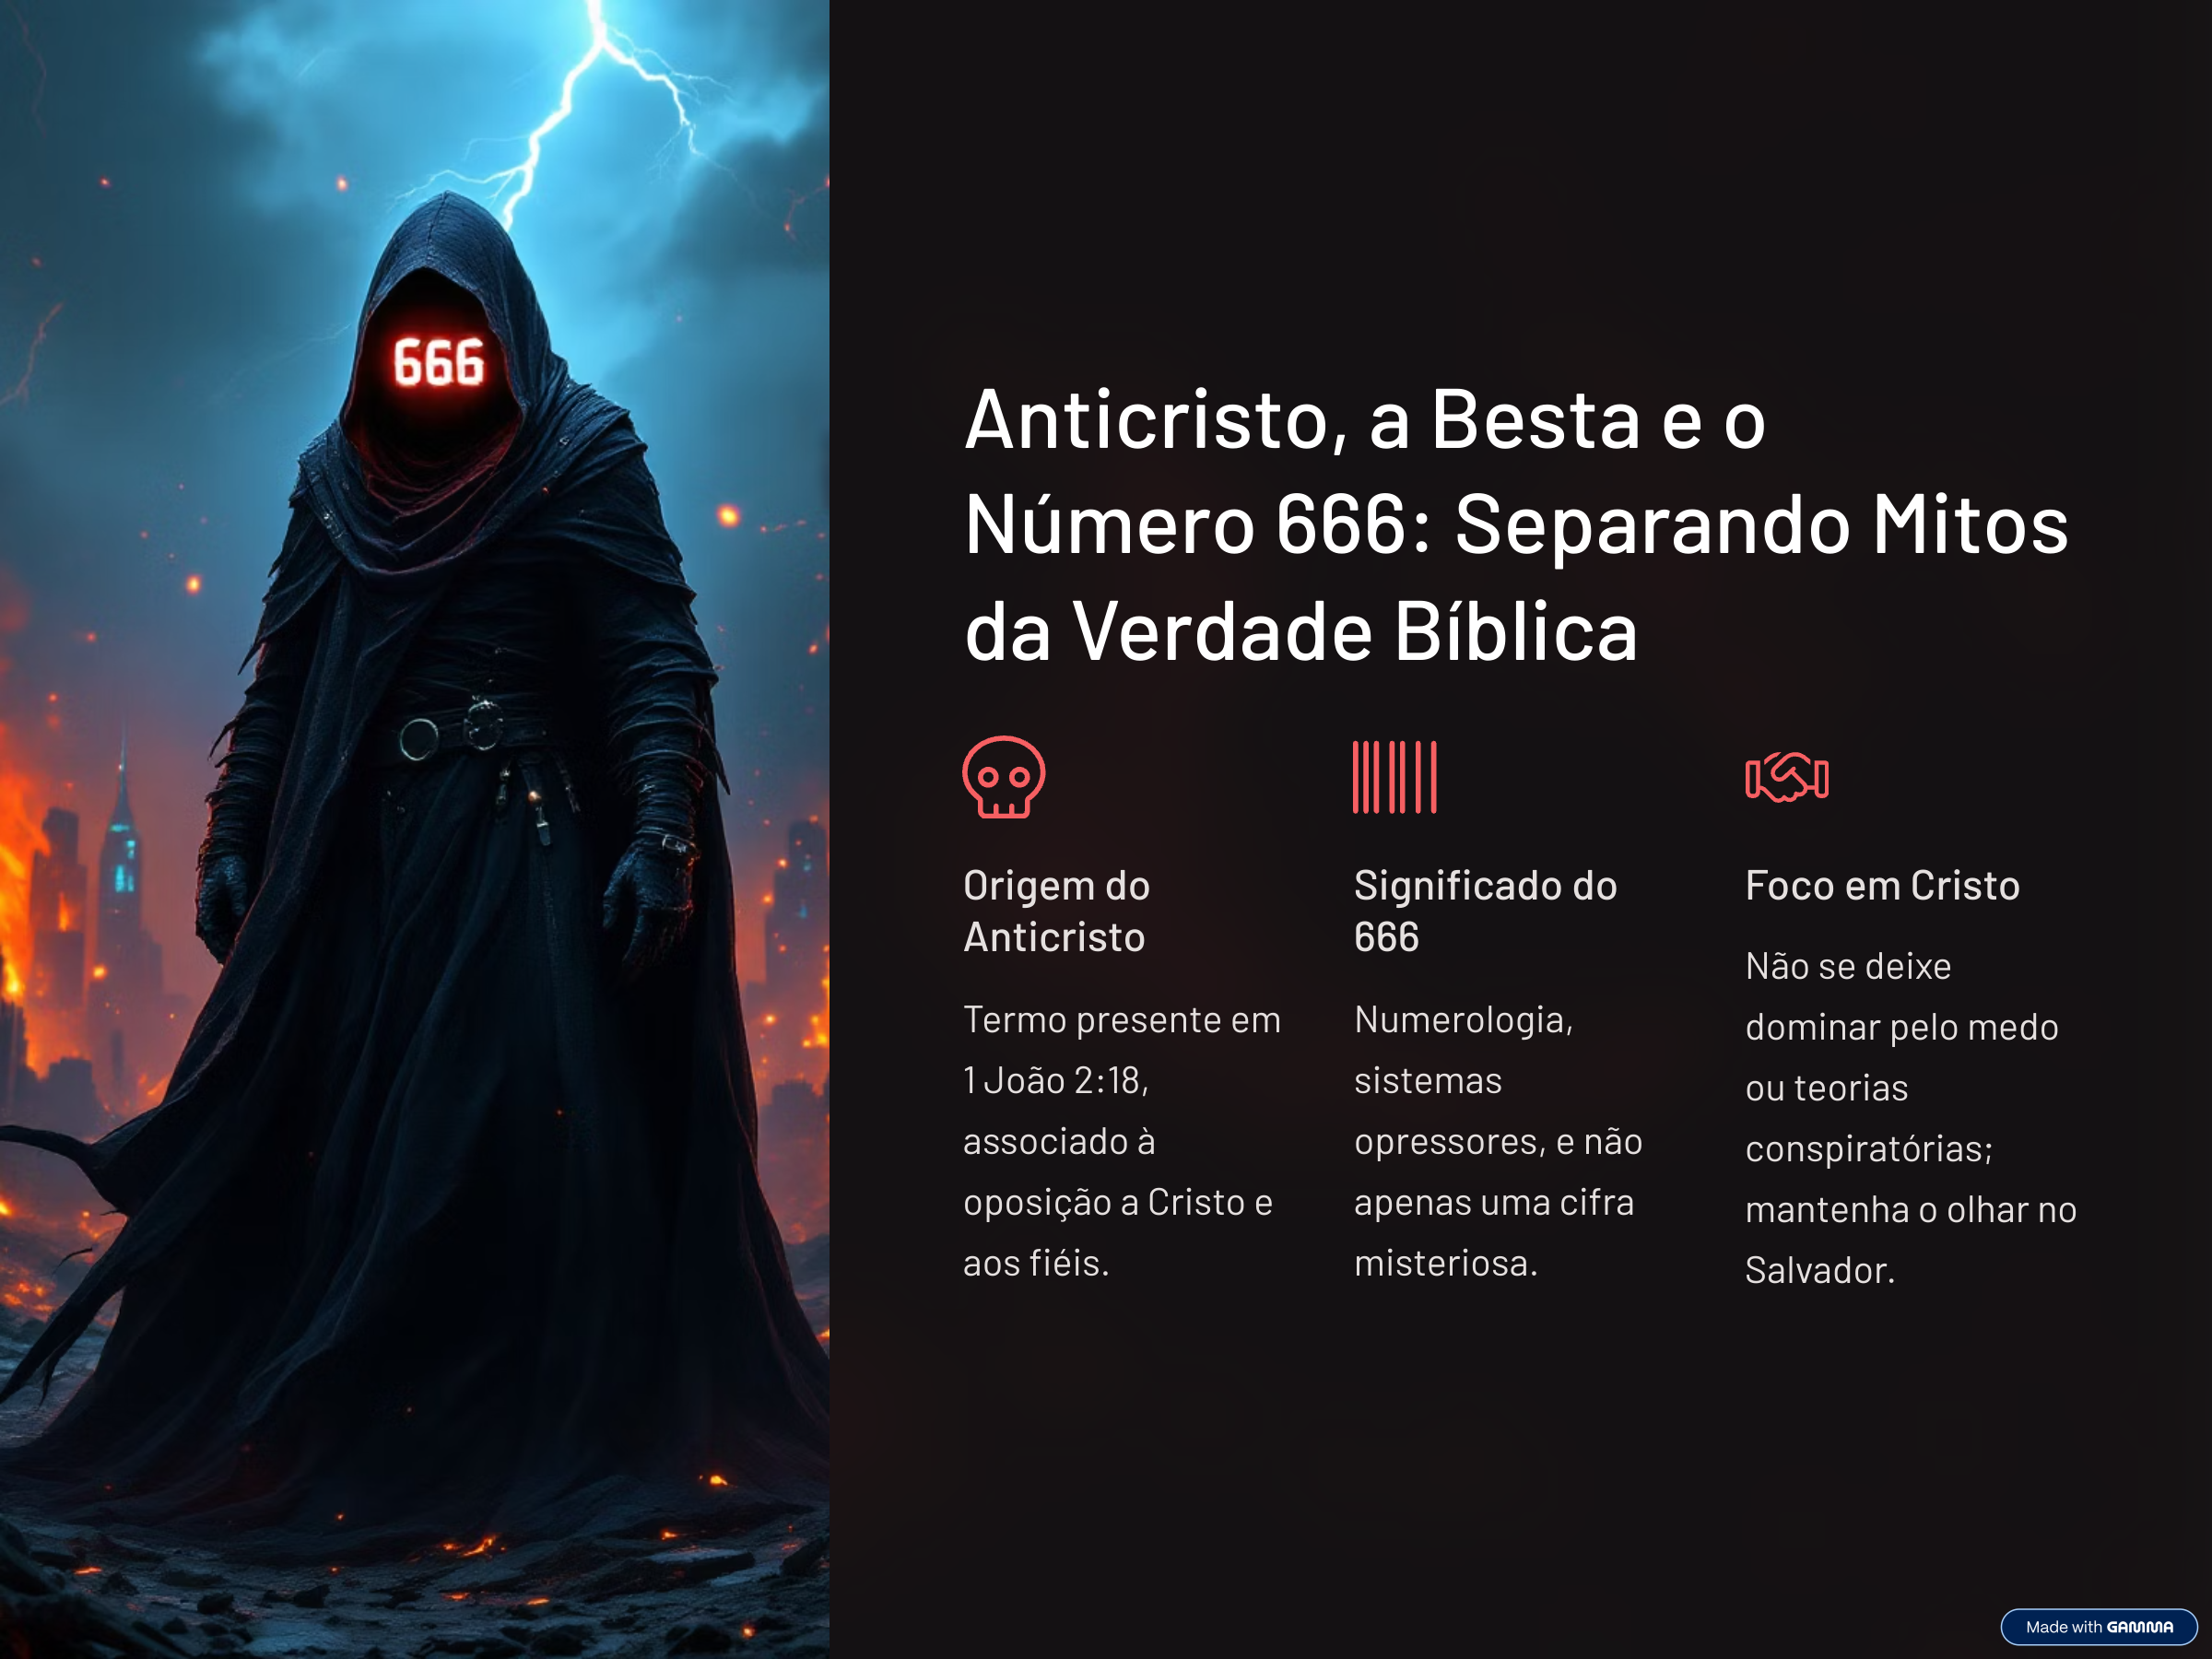 666
Anticristo, a Besta e o
Número 666: Separando Mitos
da Verdade Bíblica
Origem do
Anticristo
Termo presente em
1 João 2:18,
associado à
oposição a Cristo e
aos fiéis.
Significado do
666
Numerologia,
sistemas
opressores, e não
apenas uma cifra
misteriosa.
Foco em Cristo
Não se deixe
dominar pelo medo
ou teorias
conspiratórias;
mantenha o olhar no
Salvador.
Made with GAMMA